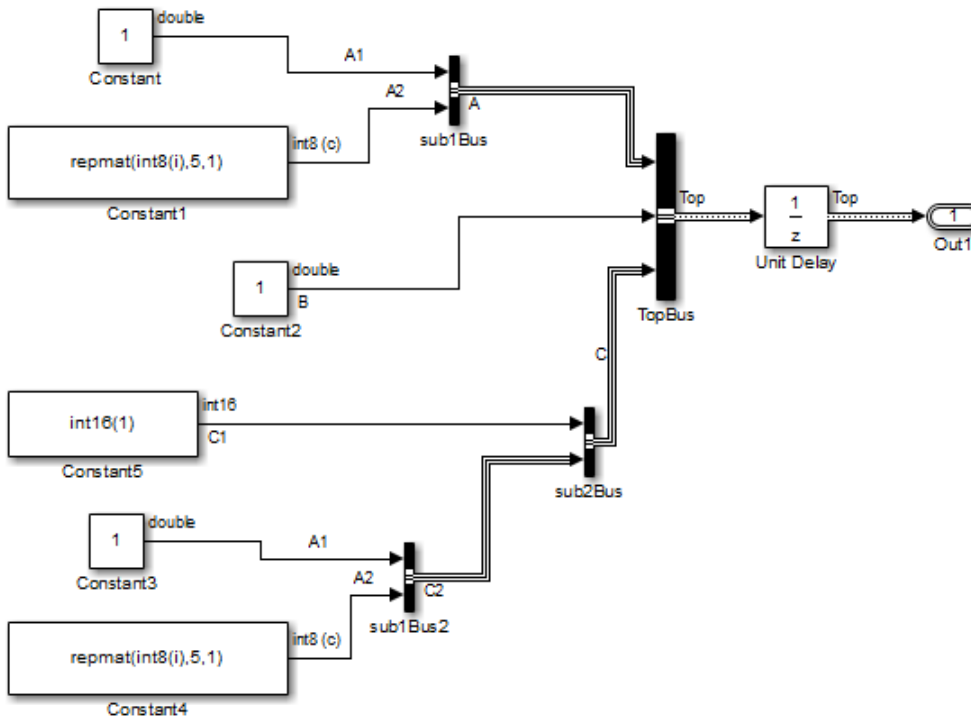 1
double
Constant
A1
A2
A
sub1Bus
repmat(int8(i),5,1)
int8 (c)
Constant1
1
double
B
Constant2
Top
TopBus
1
z
Top
Unit Delay
1
Out1
C
int16(1)
int16
C1
Constant5
sub2Bus
1
double
Constant3
A1
A2
C2
sub1Bus2
repmat(int8(i),5,1)
int8 (c)
Constant4